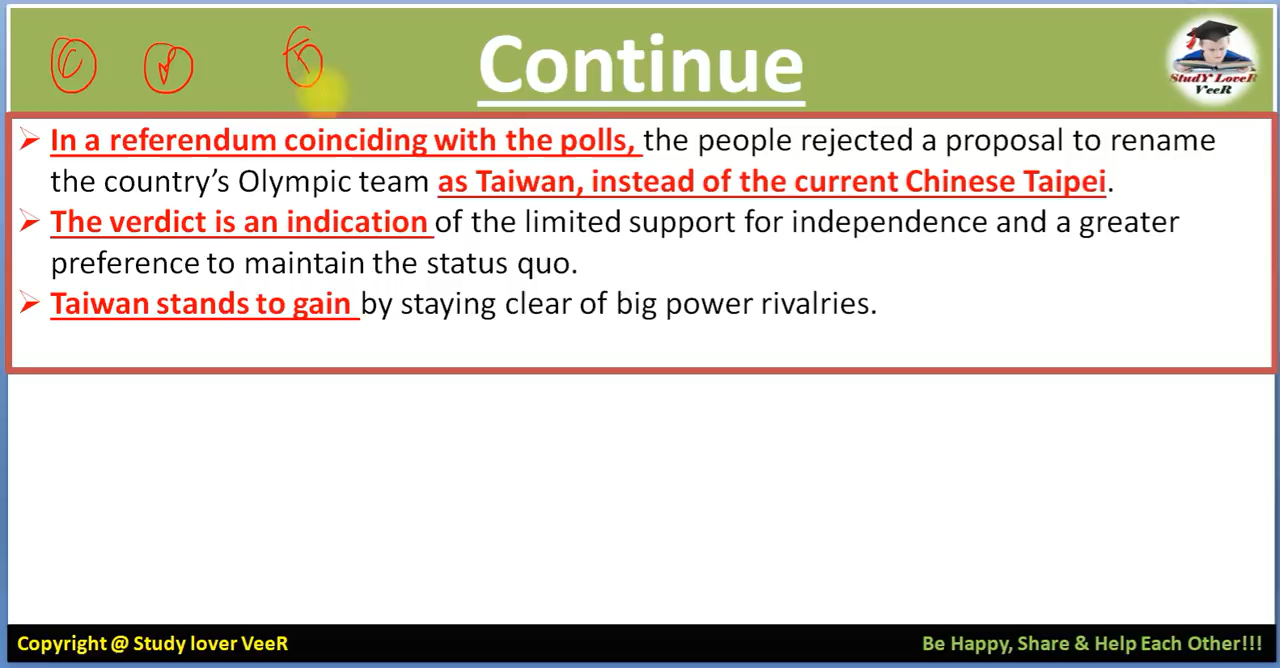 Continue
StudY LoveR
VeeR
In a referendum coinciding with the polls, the people rejected a proposal to rename
the country’s Olympic team as Taiwan, instead of the current Chinese Taipei.
The verdict is an indication of the limited support for independence and a greater
preference to maintain the status quo.
Taiwan stands to gain by staying clear of big power rivalries.
Copyright @ Study lover VeeR
Be Happy, Share & Help Each Other!!!